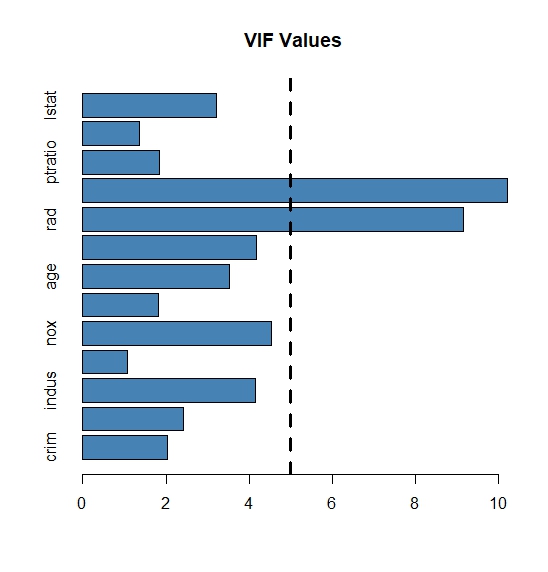 VIF Values
lstat
ptratio
rad
age
nox
indus
crim
0 2 4 6 8 10